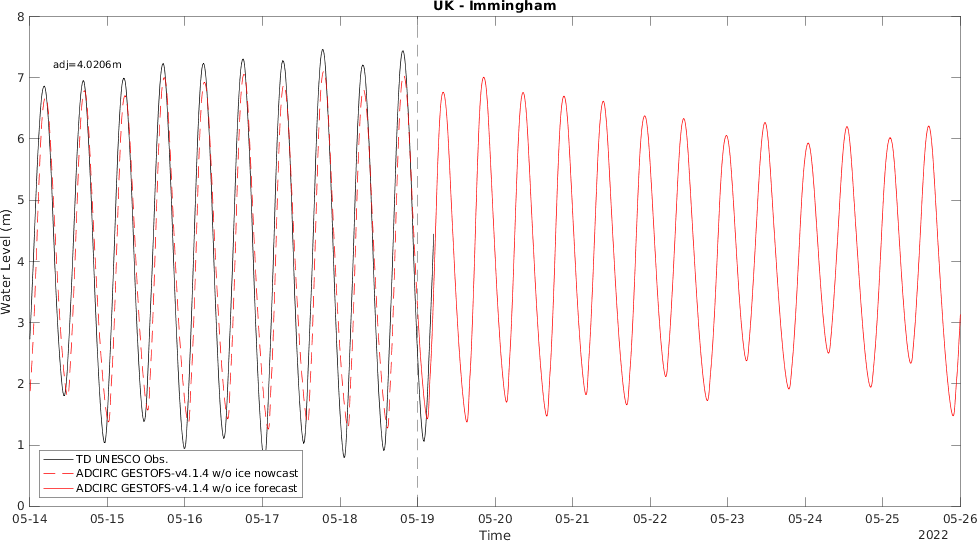 UK - Immingham
8
7
6
5
4
3
2
1
0
Water Level (m)
adj=4.0206m
TD UNESCO Obs.
ADCIRC GESTOFS-v4.1.4 w/o ice nowcast
ADCIRC GESTOFS-v4.1.4 w/o ice forecast
05-14 05-15 05-16 05-17 05-18 05-19 05-20 05-21 05-22 05-23 05-24 05-25 05-26
Time
2022